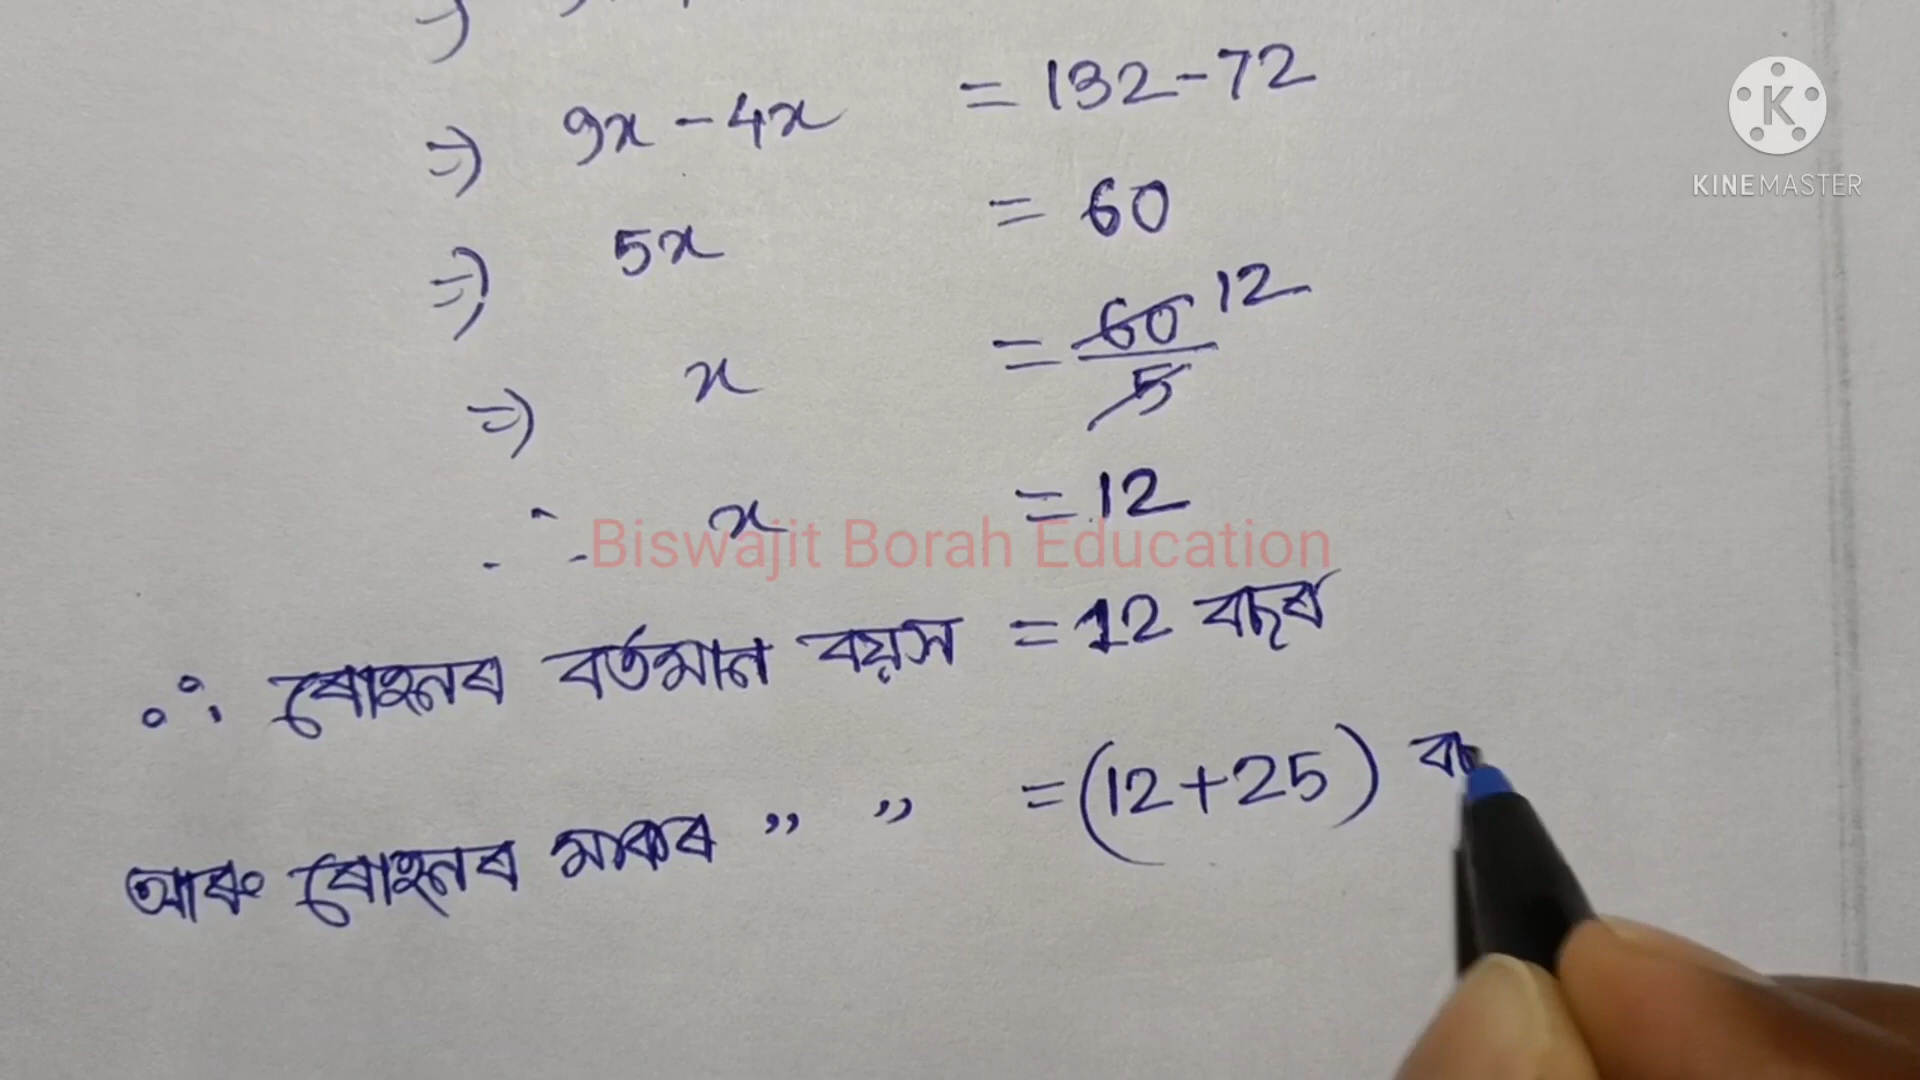 ⇒ 9x - 4x = 132 - 72
KINEMASTER
⇒ 5x = 60
⇒ x = 60/5 12
∴ x = 12
Biswajit Borah Education
∴ ৰোহনৰ বৰ্তমান বয়স = 12 বছৰ
আৰু ৰোহনৰ মাকৰ ” ” = (12+25) ব